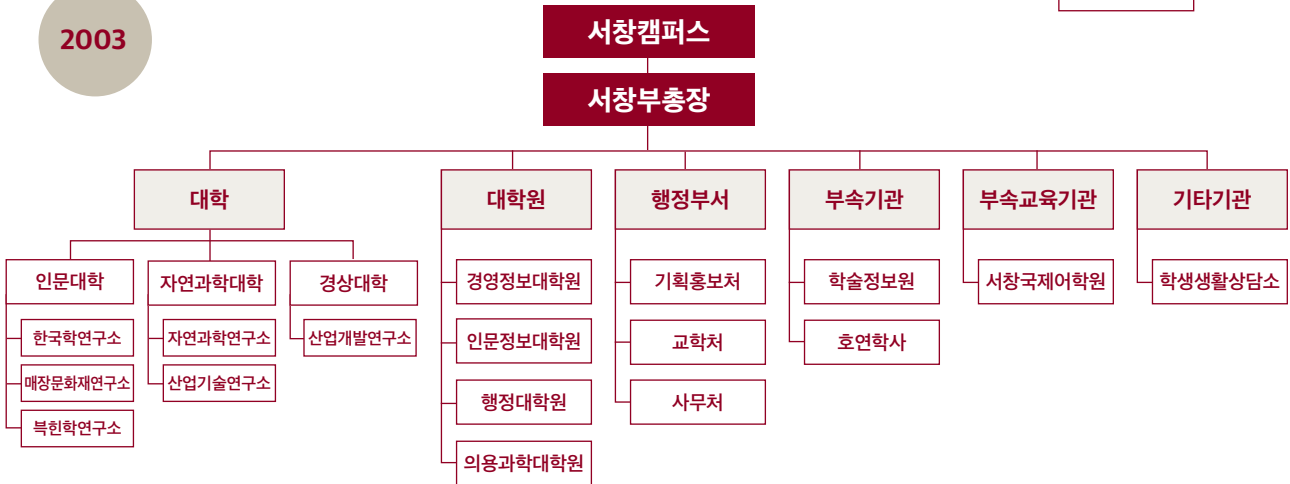 2003
서창캠퍼스
서창부총장
대학
대학원
행정부서
부속기관
부속교육기관
기타기관
인문대학
자연과학대학
경상대학
경영정보대학원
기획홍보처
학술정보원
서창국제어학원
학생생활상담소
한국학연구소
자연과학연구소
산업개발연구소
인문정보대학원
교학처
호연학사
매장문화재연구소
산업기술연구소
행정대학원
사무처
븍힌학연구소
의용과학대학원